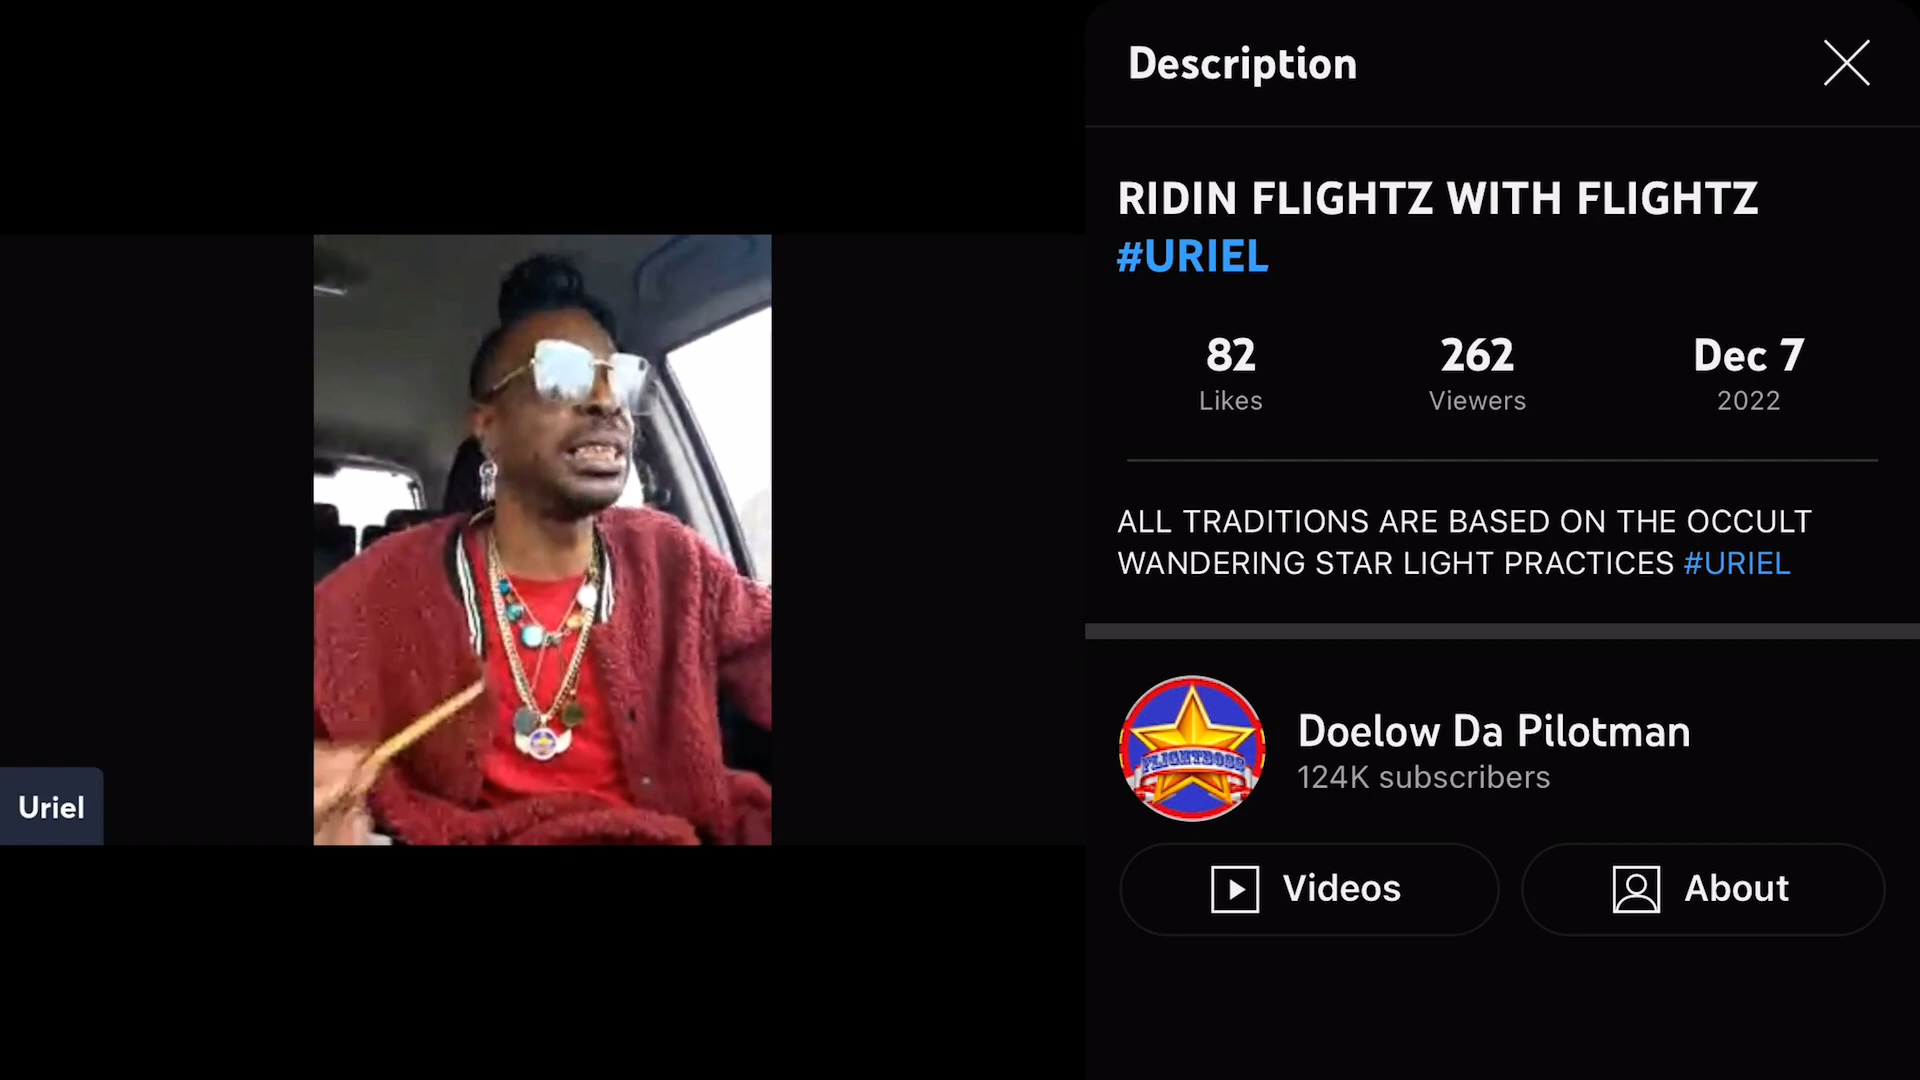 Description
RIDIN FLIGHTZ WITH FLIGHTZ
#URIEL
82
Likes
262
Viewers
Dec 7
2022
ALL TRADITIONS ARE BASED ON THE OCCULT
WANDERING STAR LIGHT PRACTICES #URIEL
FLIGHTBOSS
Doelow Da Pilotman
124K subscribers
Videos
About
Uriel